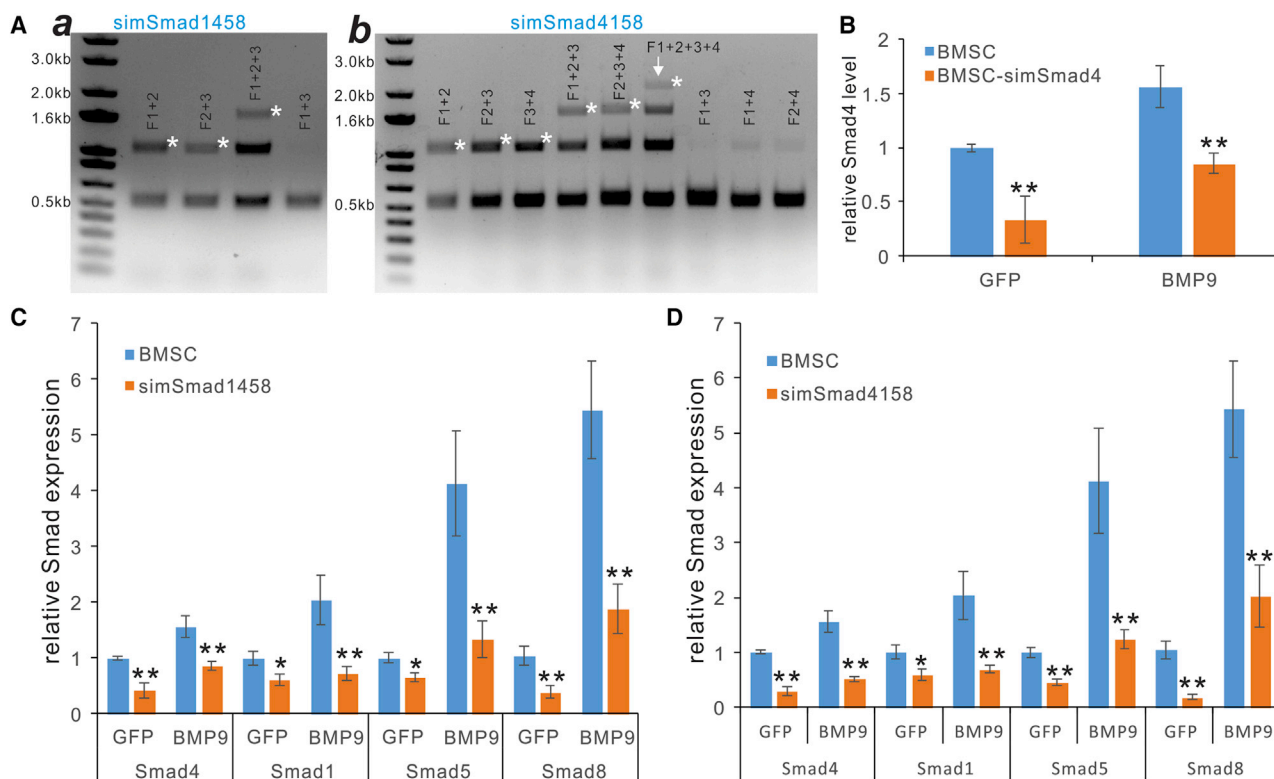 A
a
simSmad1458
3.0kb
2.0kb
1.6kb
0.5kb
F1+2
F2+3
F1+2+3
F1+3
*
*
*
b
simSmad4158
F1+2+3+4
3.0kb
2.0kb
1.6kb
0.5kb
F1+2
F2+3
F3+4
F1+2+3
F2+3+4
F1+3
F1+4
F2+4
*
*
*
*
*
*
B
relative Smad4 level
2
1.5
1
0.5
0
BMSC
BMSC-simSmad4
**
**
GFP BMP9
C
relative Smad expression
7
6
5
4
3
2
1
0
BMSC
simSmad1458
**
**
*
**
*
**
**
**
GFP BMP9 GFP BMP9 GFP BMP9 GFP BMP9
Smad4 Smad1 Smad5 Smad8
D
relative Smad expression
7
6
5
4
3
2
1
0
BMSC
simSmad4158
**
**
*
**
**
**
**
**
GFP BMP9 GFP BMP9 GFP BMP9 GFP BMP9
Smad4 Smad1 Smad5 Smad8